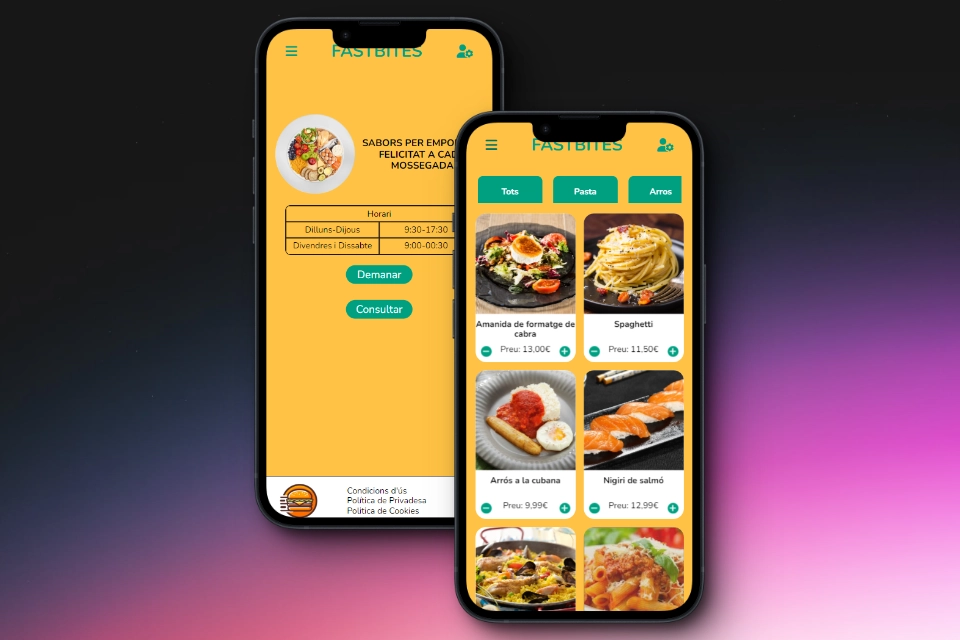 FASTBITES
SABORS PER EMPO
FELICITAT A CAD
MOSSEGADA
Horari
Dilluns-Dijous 9:30-17:30
Divendres i Dissabte 9:00-00:30
Demanar
Consultar
Condicions d'ús
Política de Privadesa
Política de Cookies
FASTBITES
Tots Pasta Arros
Amanida de formatge de
cabra
Preu: 13,00€
Spaghetti
Preu: 11,50€
Arrós a la cubana
Preu: 9,99€
Nigiri de salmó
Preu: 12,99€